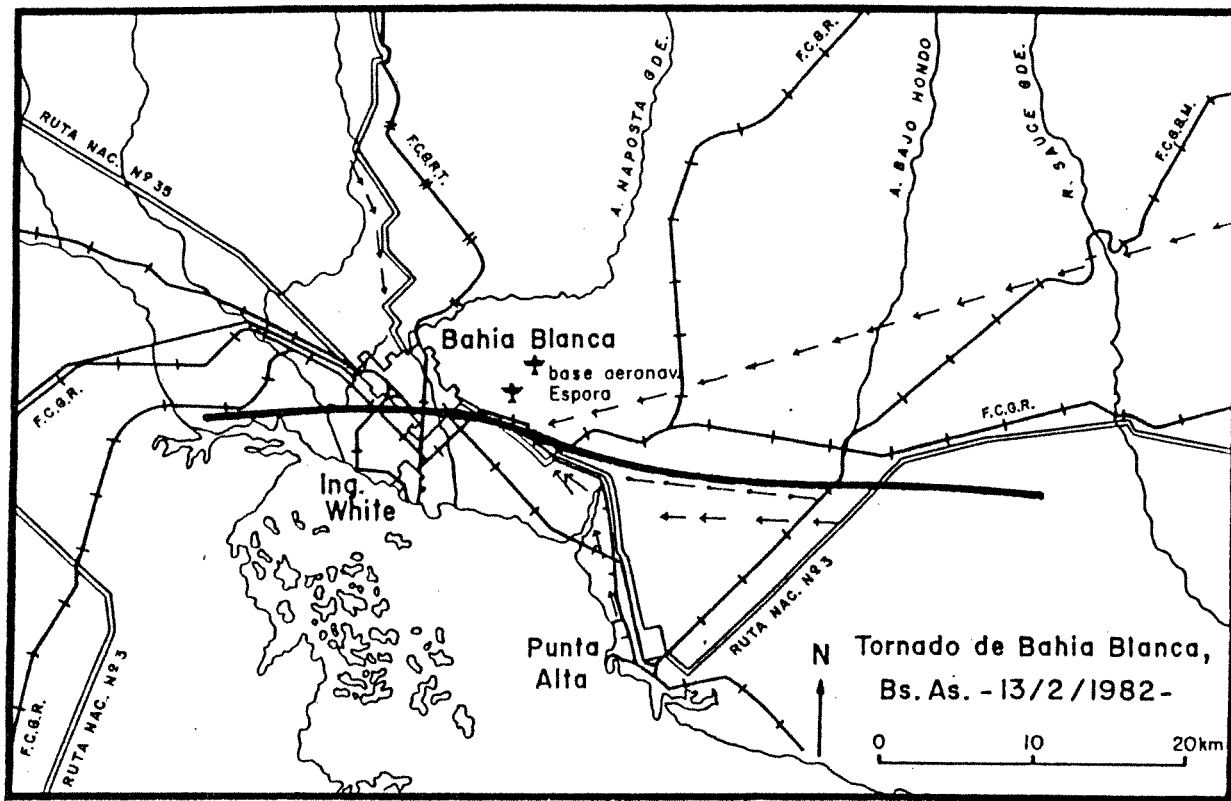 RUTA NAC. Nº 35
F.C.G.R.T.
A. NAPOSTA GDE.
F.C.G.R.
A. BAJO HONDO
R. SAUCE GDE.
F.C.G.B.M.
Bahia Blanca
base aeronav.
Espora
F.C.G.R.
F.C.G.R.
Ing.
White
RUTA NAC. Nº 3
Punta
Alta
RUTA NAC. Nº 3
F.C.G.R.
N
Tornado de Bahia Blanca,
Bs. As. - 13/2/1982-
0 10 20 km